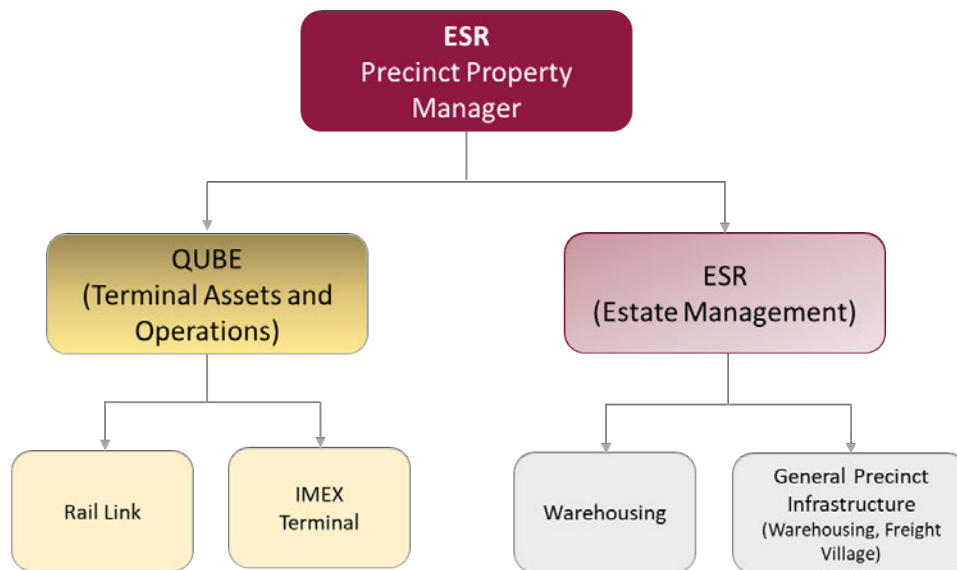 ESR
Precinct Property
Manager
QUBE
(Terminal Assets and
Operations)
ESR
(Estate Management)
Rail Link
IMEX
Terminal
Warehousing
General Precinct
Infrastructure
(Warehousing, Freight
Village)